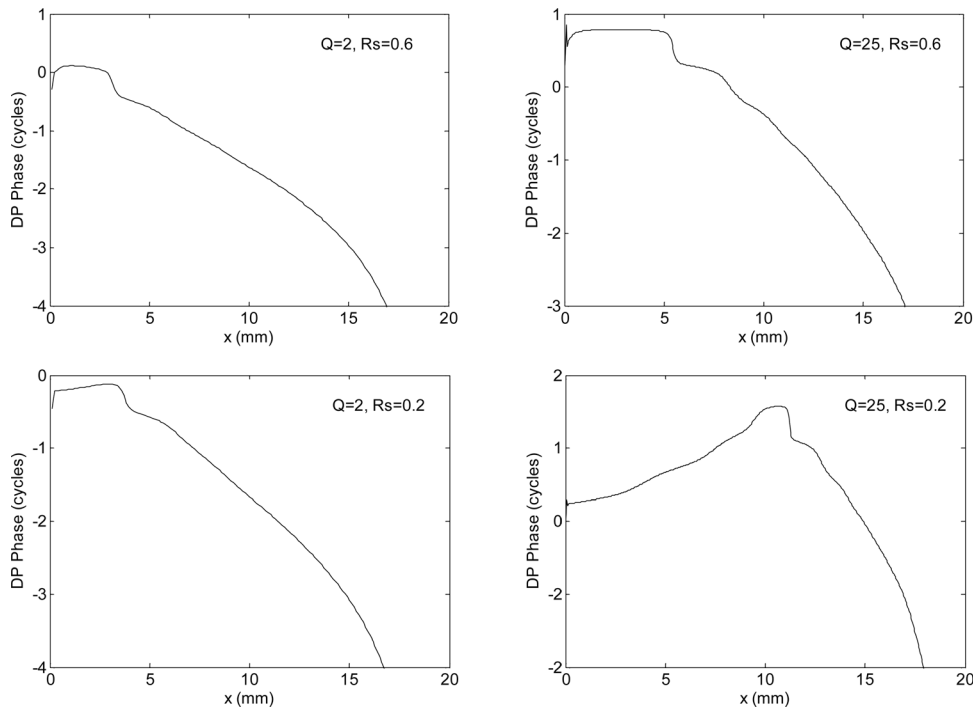 1
0
-1
-2
-3
-4
DP Phase (cycles)
Q=2, Rs=0.6
0 5 10 15 20
x (mm)
1
0
-1
-2
-3
DP Phase (cycles)
Q=25, Rs=0.6
0 5 10 15 20
x (mm)
0
-1
-2
-3
-4
DP Phase (cycles)
Q=2, Rs=0.2
0 5 10 15 20
x (mm)
2
1
0
-2
-2
DP Phase (cycles)
Q=25, Rs=0.2
0 5 10 15 20
x (mm)